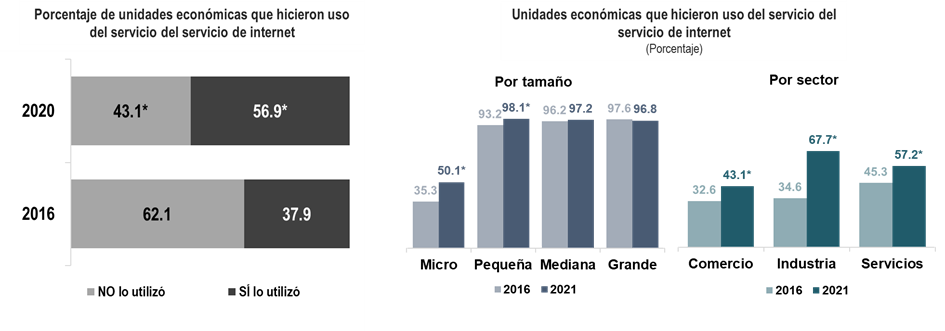 Porcentaje de unidades económicas que hicieron uso
del servicio del servicio de internet
2020
43.1*
56.9*
2016
62.1
37.9
NO lo utilizó
SÍ lo utilizó
Unidades económicas que hicieron uso del servicio del
servicio de internet
(Porcentaje)
Por tamaño
35.3
50.1*
93.2
98.1*
96.2
97.2
97.6
96.8
Micro
Pequeña
Mediana
Grande
2016
2021
Por sector
32.6
43.1*
34.6
67.7*
45.3
57.2*
Comercio
Industria
Servicios
2016
2021